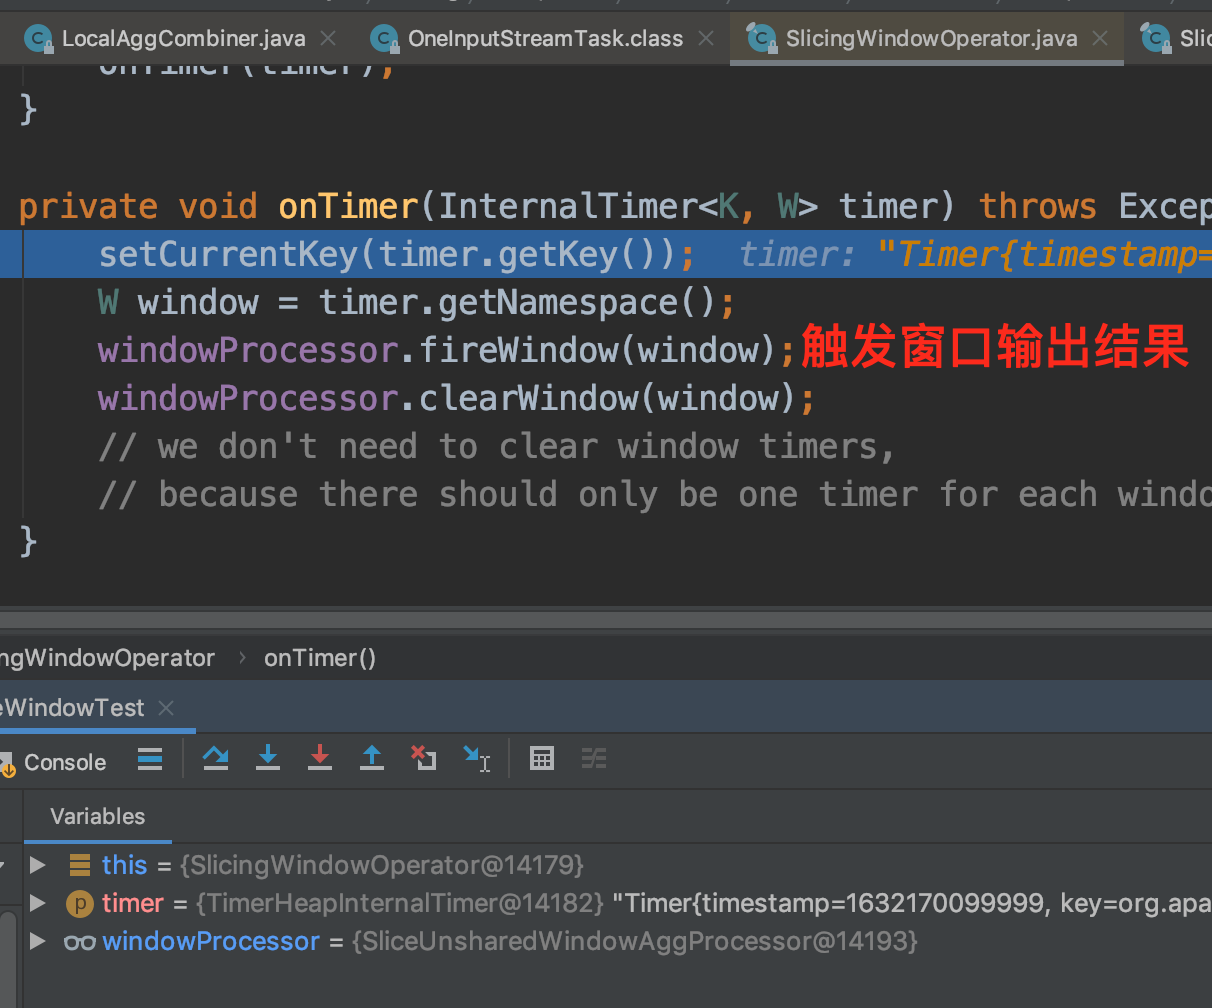 LocalAggCombiner.java OneInputStreamTask.class SlicingWindowOperator.java Slic
onTimer(timer);
}
private void onTimer(InternalTimer<K, W> timer) throws Excep
setCurrentKey(timer.getKey()); timer: "Timer{timestamp=
W window = timer.getNamespace();
windowProcessor.fireWindow(window);触发窗口输出结果
windowProcessor.clearWindow(window);
// we don't need to clear window timers,
// because there should only be one timer for each windo
}
ngWindowOperator › onTimer()
eWindowTest
Console
Variables
this = {SlicingWindowOperator@14179}
timer = {TimerHeapInternalTimer@14182} "Timer{timestamp=1632170099999, key=org.apa
windowProcessor = {SliceUnsharedWindowAggProcessor@14193}